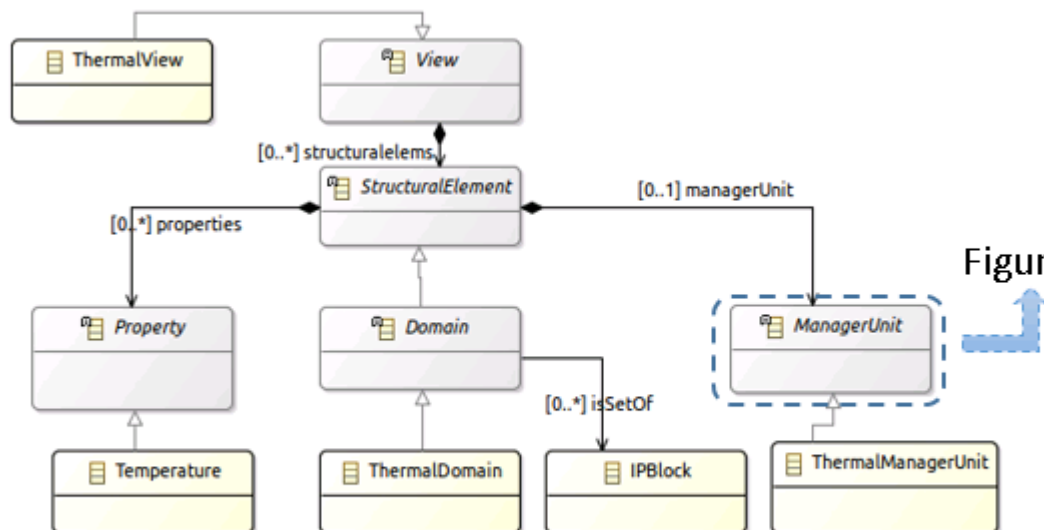 ThermalView
View
[0..*] structuralelems
StructuralElement
[0..1] managerUnit
[0..*] properties
Figur
Property
Domain
ManagerUnit
[0..*] isSetOf
Temperature
ThermalDomain
IPBlock
ThermalManagerUnit